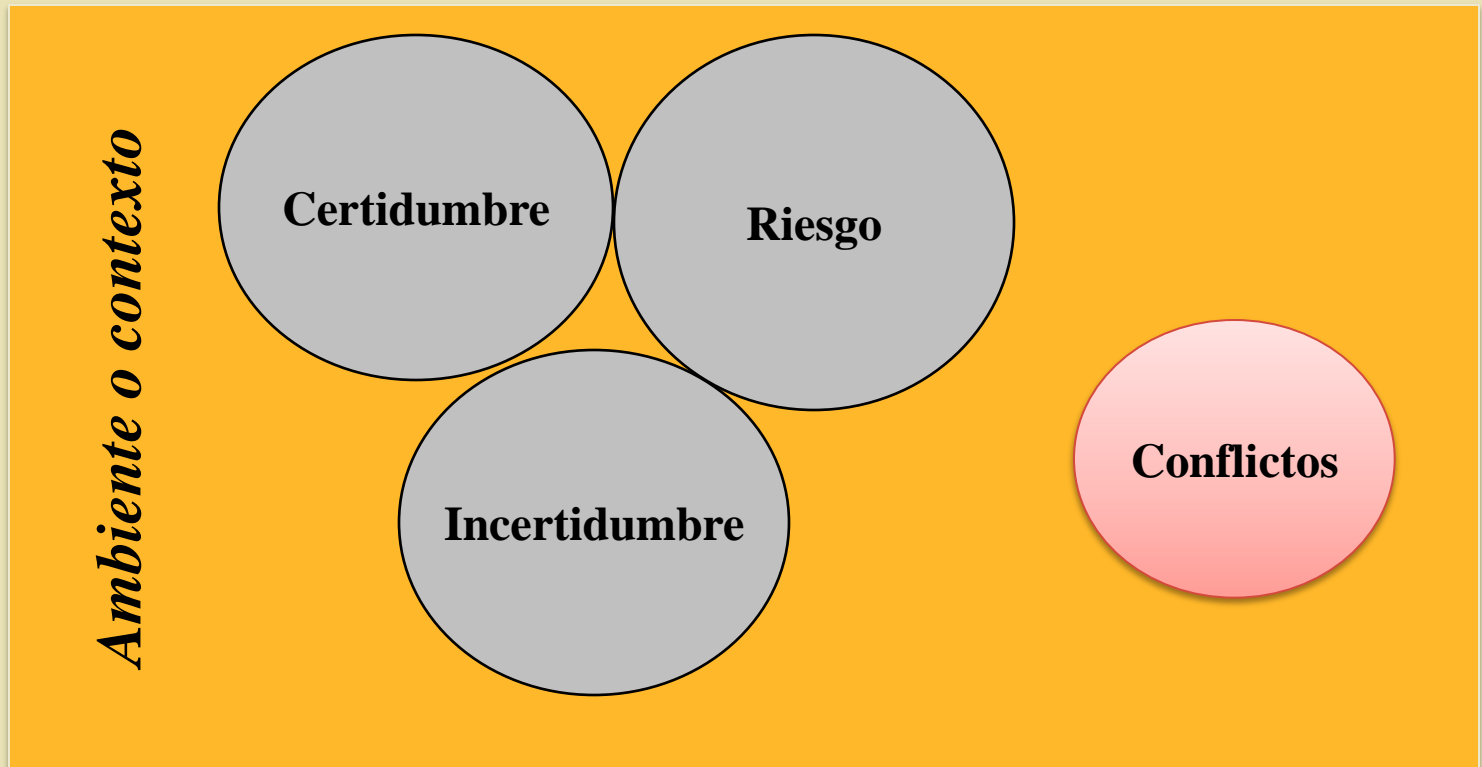 Ambiente o contexto
Certidumbre
Riesgo
Incertidumbre
Conflictos